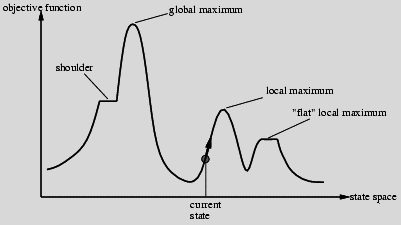 objective function
global maximum
shoulder
local maximum
"flat" local maximum
state space
current
state